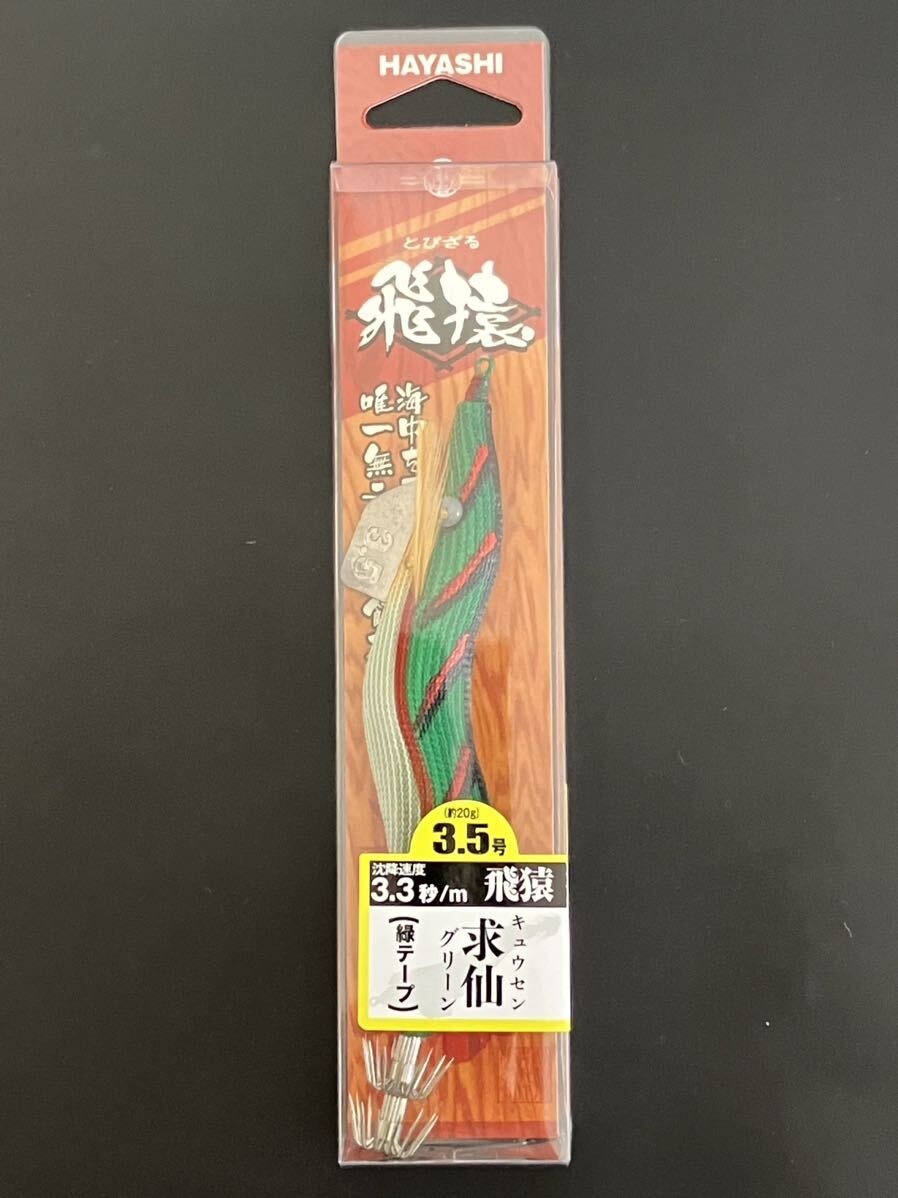 HAYASHI
とびざる
飛猿
海中を
唯一無
3.5
(約20g)
3.5号
沈降速度
3.3秒/m
飛猿
キュウセン
求仙
グリーン
(緑テープ)